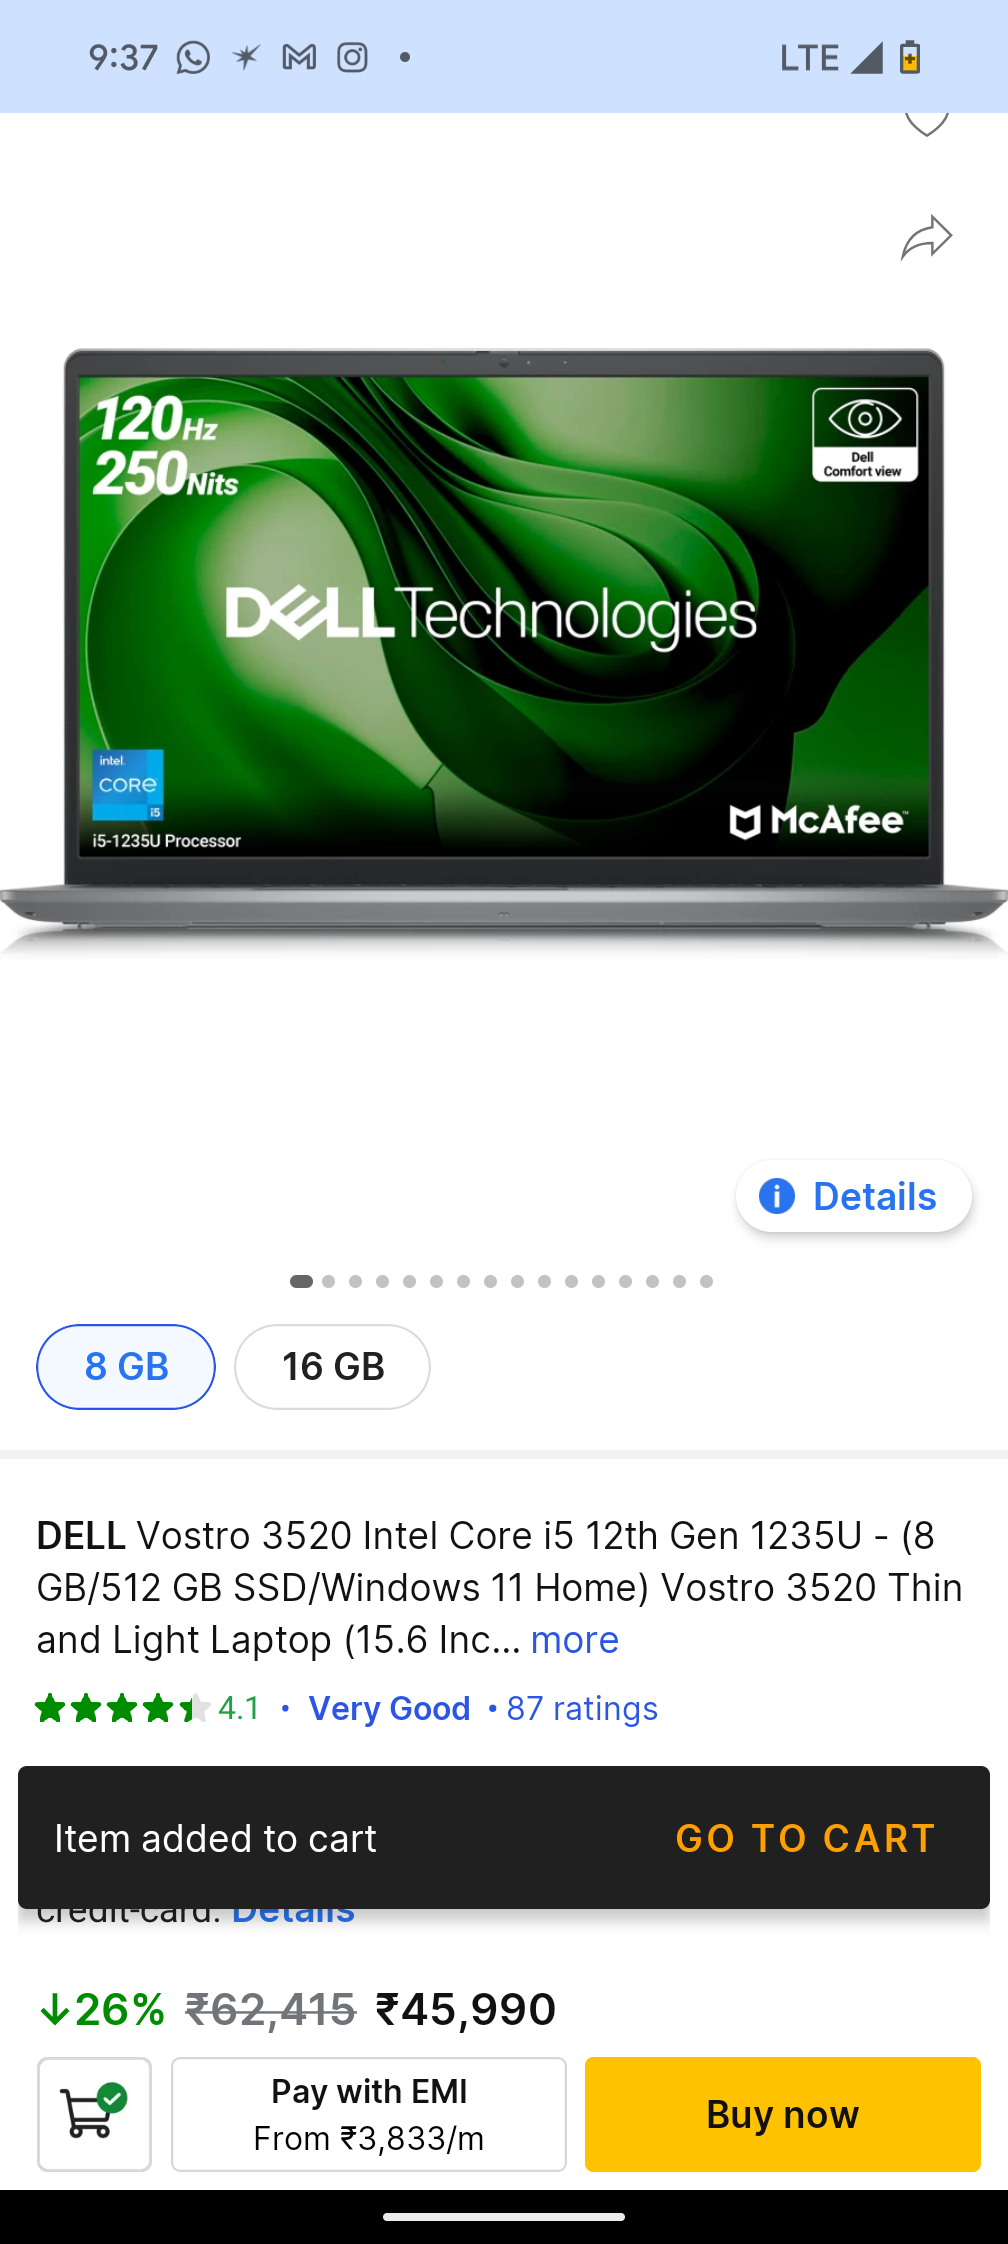 9:37
LTE
120Hz
250Nits
Dell
Comfort view
DELL Technologies
intel.
CORE
i5
i5-1235U Processor
McAfee™
Details
8 GB
16 GB
DELL Vostro 3520 Intel Core i5 12th Gen 1235U - (8
GB/512 GB SSD/Windows 11 Home) Vostro 3520 Thin
and Light Laptop (15.6 Inc... more
4.1 • Very Good • 87 ratings
Item added to cart
GO TO CART
credit-card. Details
↓26% ₹62,415 ₹45,990
Pay with EMI
From ₹3,833/m
Buy now